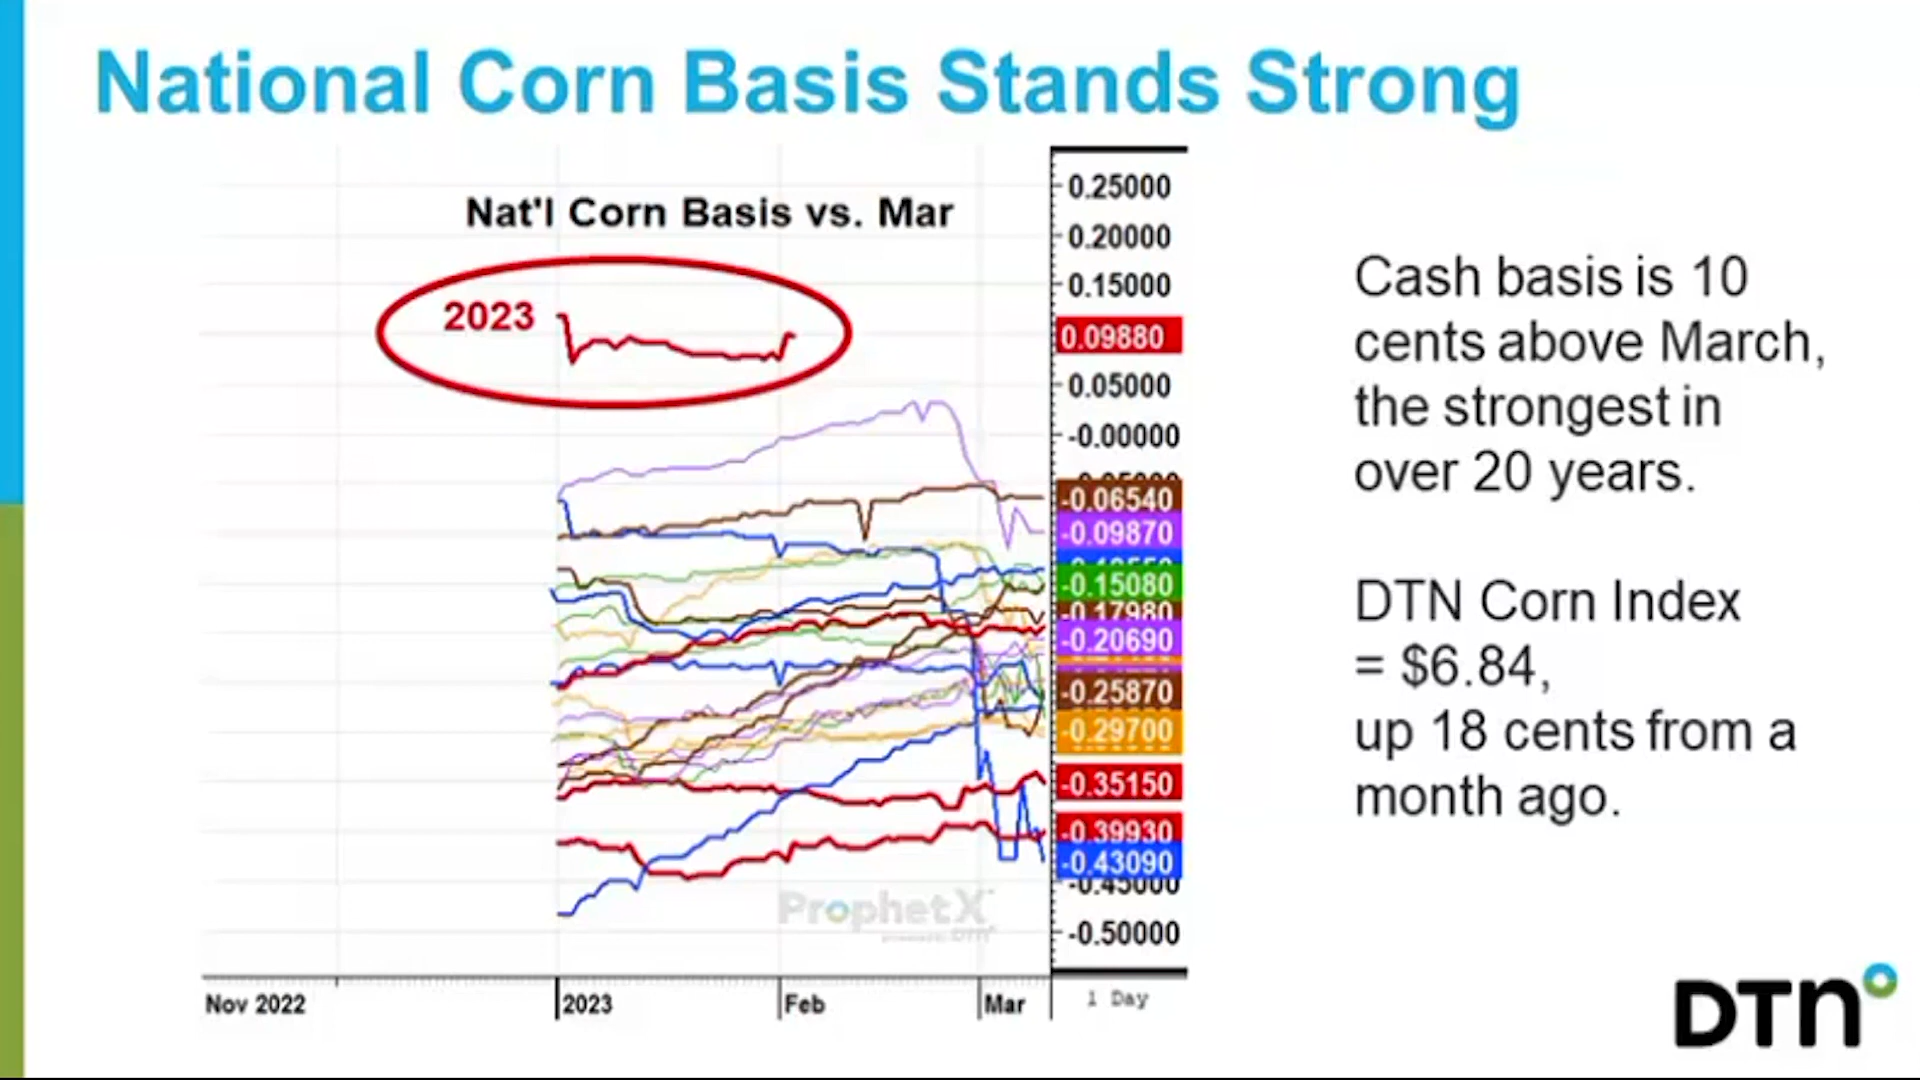 National Corn Basis Stands Strong
Nat'l Corn Basis vs. Mar
2023
0.25000
0.20000
0.15000
0.09880
0.05000
-0.00000
-0.06540
-0.09870
-0.15080
-0.17980
-0.20690
-0.25870
-0.29700
-0.35150
-0.39930
-0.43090
-0.45000
-0.50000
ProphetX
Nov 2022
2023
Feb
Mar
1 Day
Cash basis is 10
cents above March,
the strongest in
over 20 years.
DTN Corn Index
= $6.84,
up 18 cents from a
month ago.
DTN